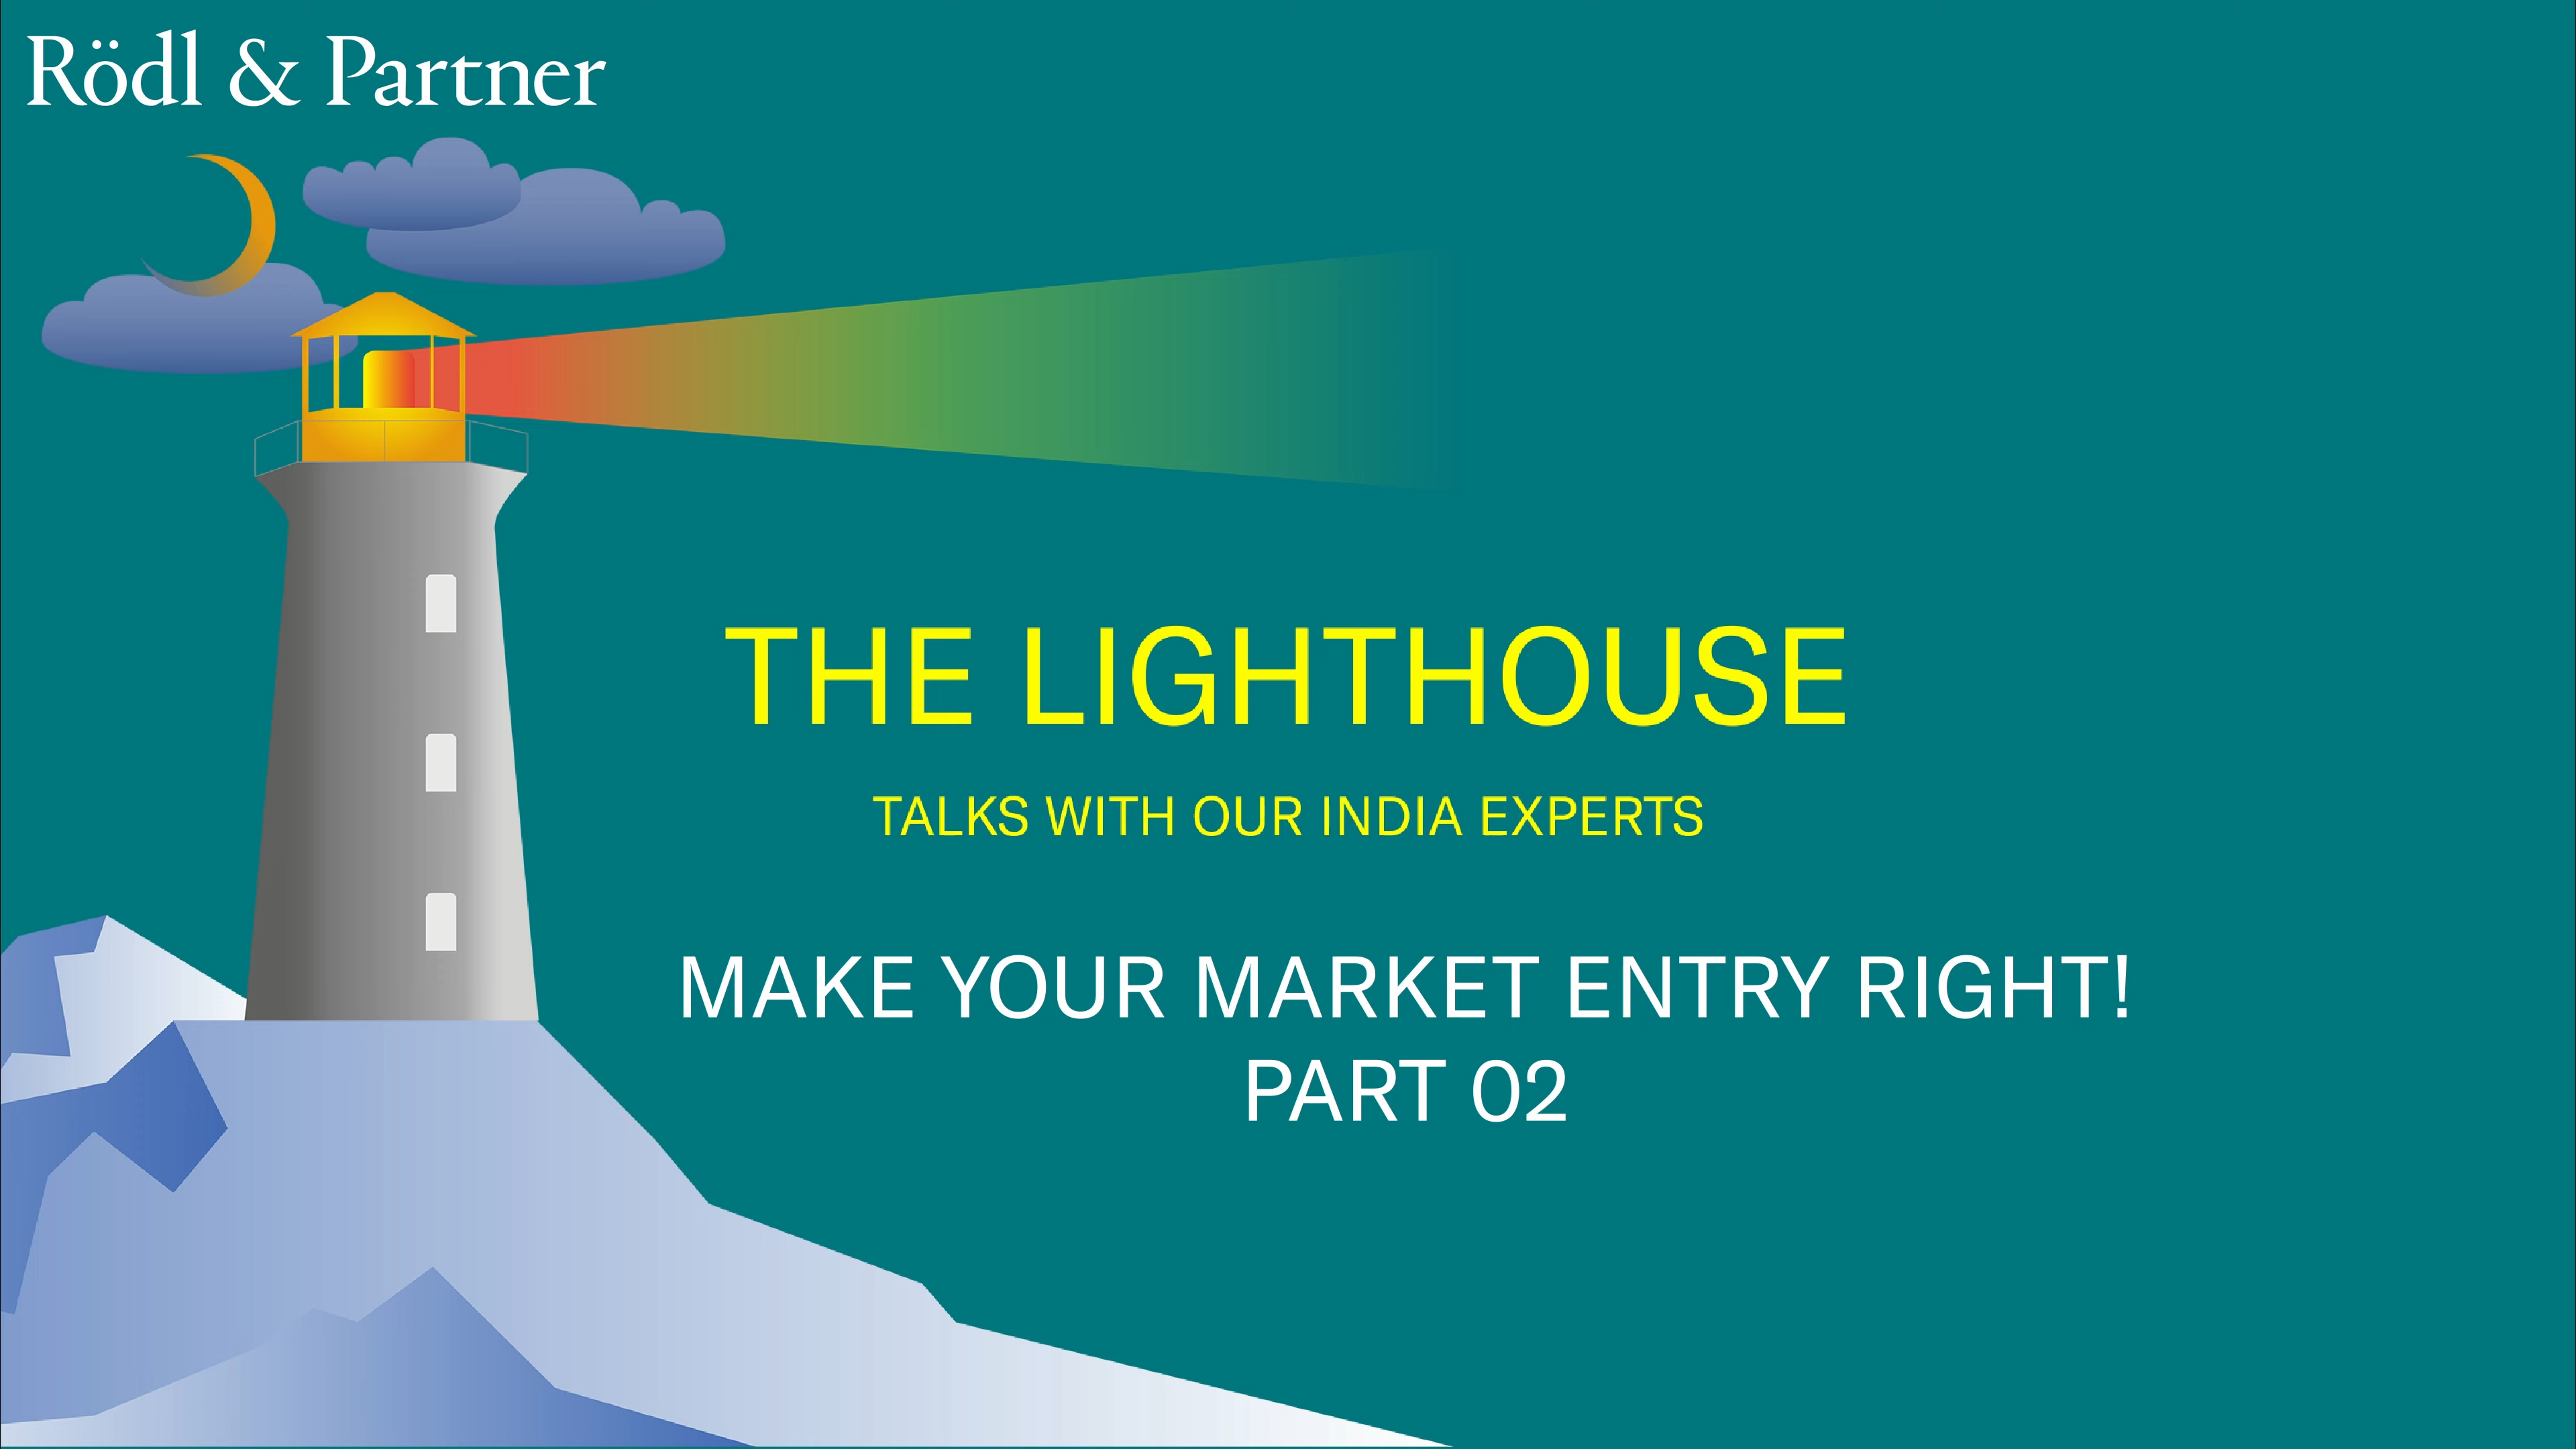 Rödl & Partner
THE LIGHTHOUSE
TALKS WITH OUR INDIA EXPERTS
MAKE YOUR MARKET ENTRY RIGHT!
PART 02